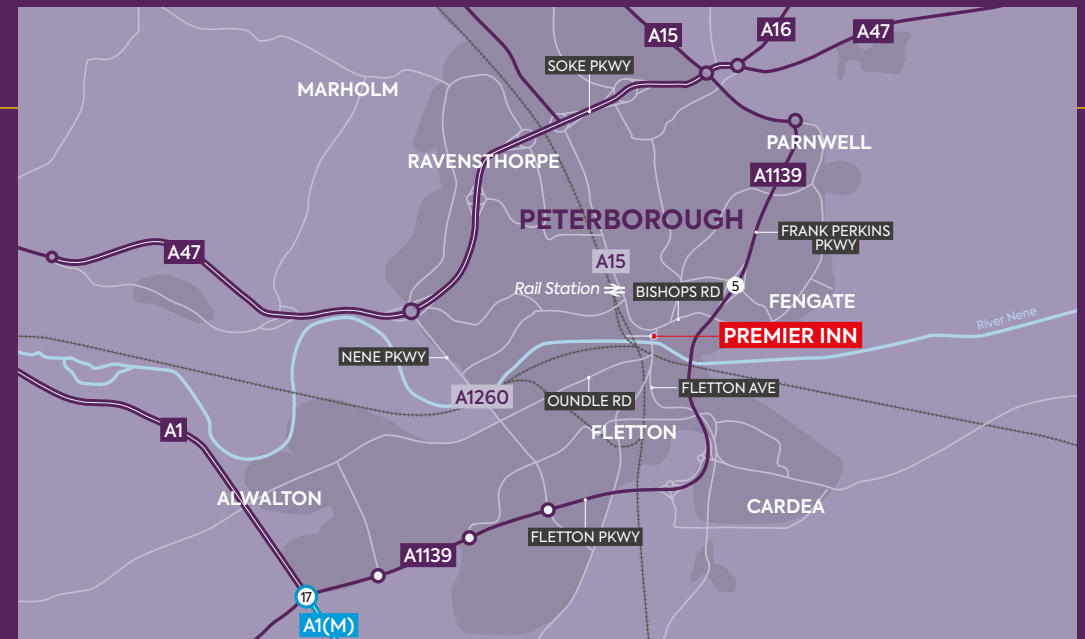 A15
A16
A47
SOKE PKWY
MARHOLM
PARNWELL
RAVENSTHORPE
A1139
PETERBOROUGH
FRANK PERKINS
PKWY
A47
A15
Rail Station
BISHOPS RD
5
FENGATE
River Nene
PREMIER INN
NENE PKWY
A1260
OUNDLE RD
FLETTON AVE
A1
FLETTON
ALWALTON
CARDEA
FLETTON PKWY
A1139
17
A1(M)